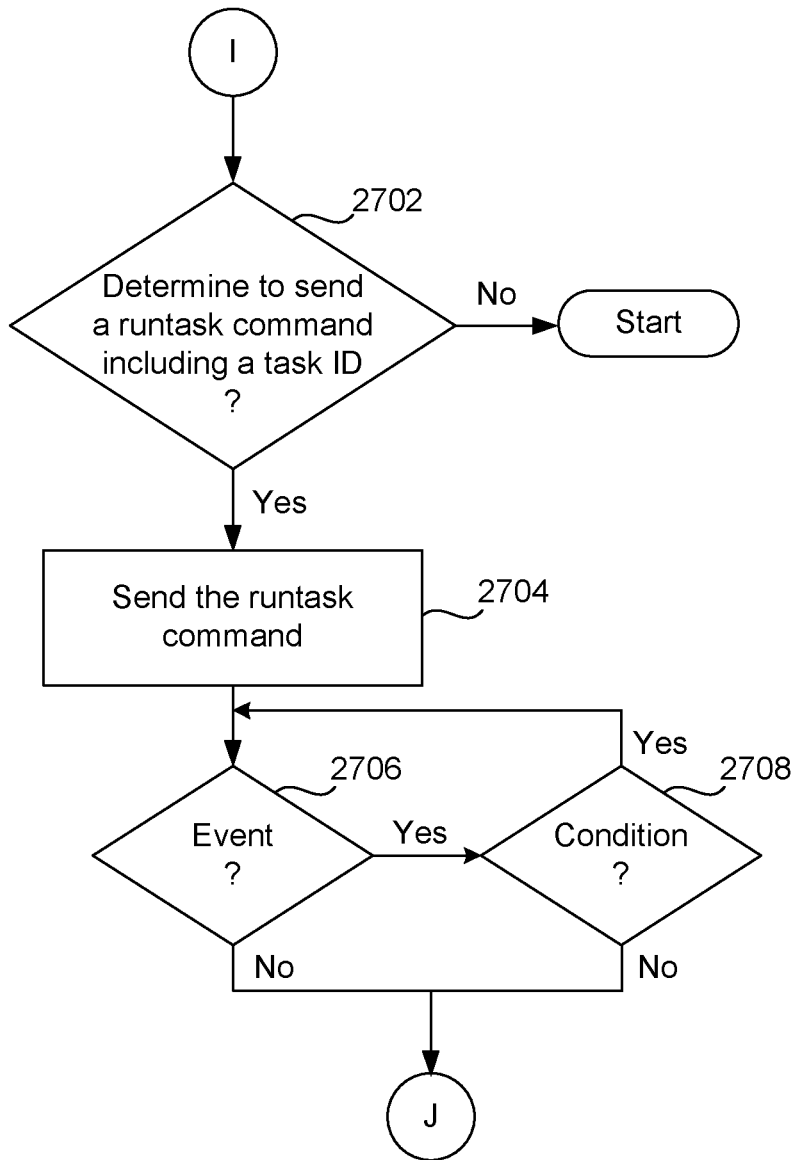 I
2702
Determine to send
a runtask command
including a task ID
?
No
Start
Yes
Send the runtask
command
2704
Yes
2706
2708
Event
?
Yes
Condition
?
No
No
J